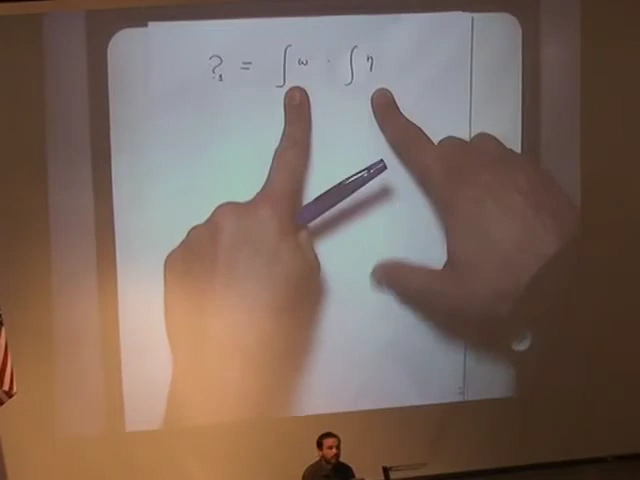 ?₁ = ∫ω · ∫η